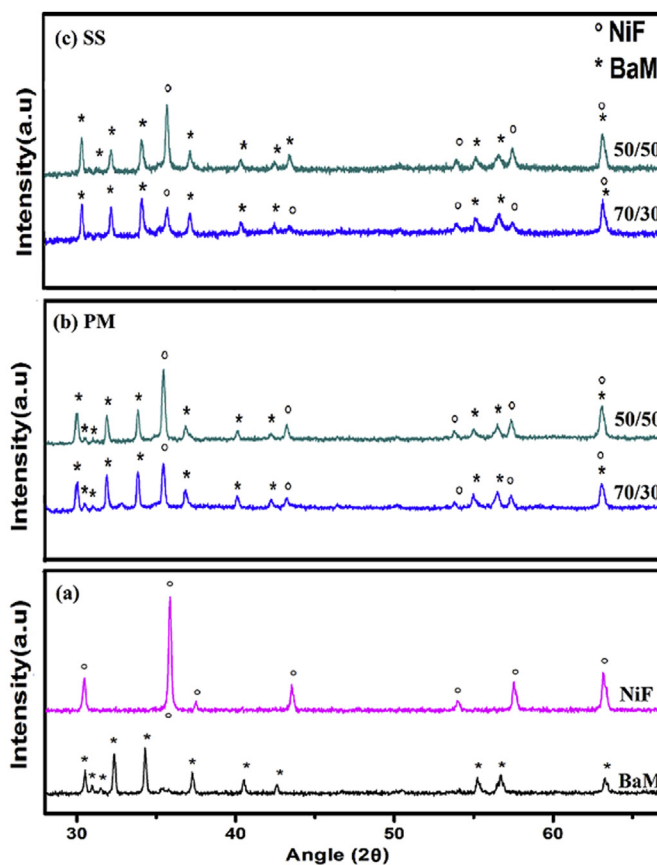 (c) SS
○ NiF
* BaM
50/50
70/30
Intensity(a.u)
(b) PM
50/50
70/30
Intensity(a.u)
(a)
NiF
BaM
Intensity(a.u)
30 40 50 60
Angle (2θ)